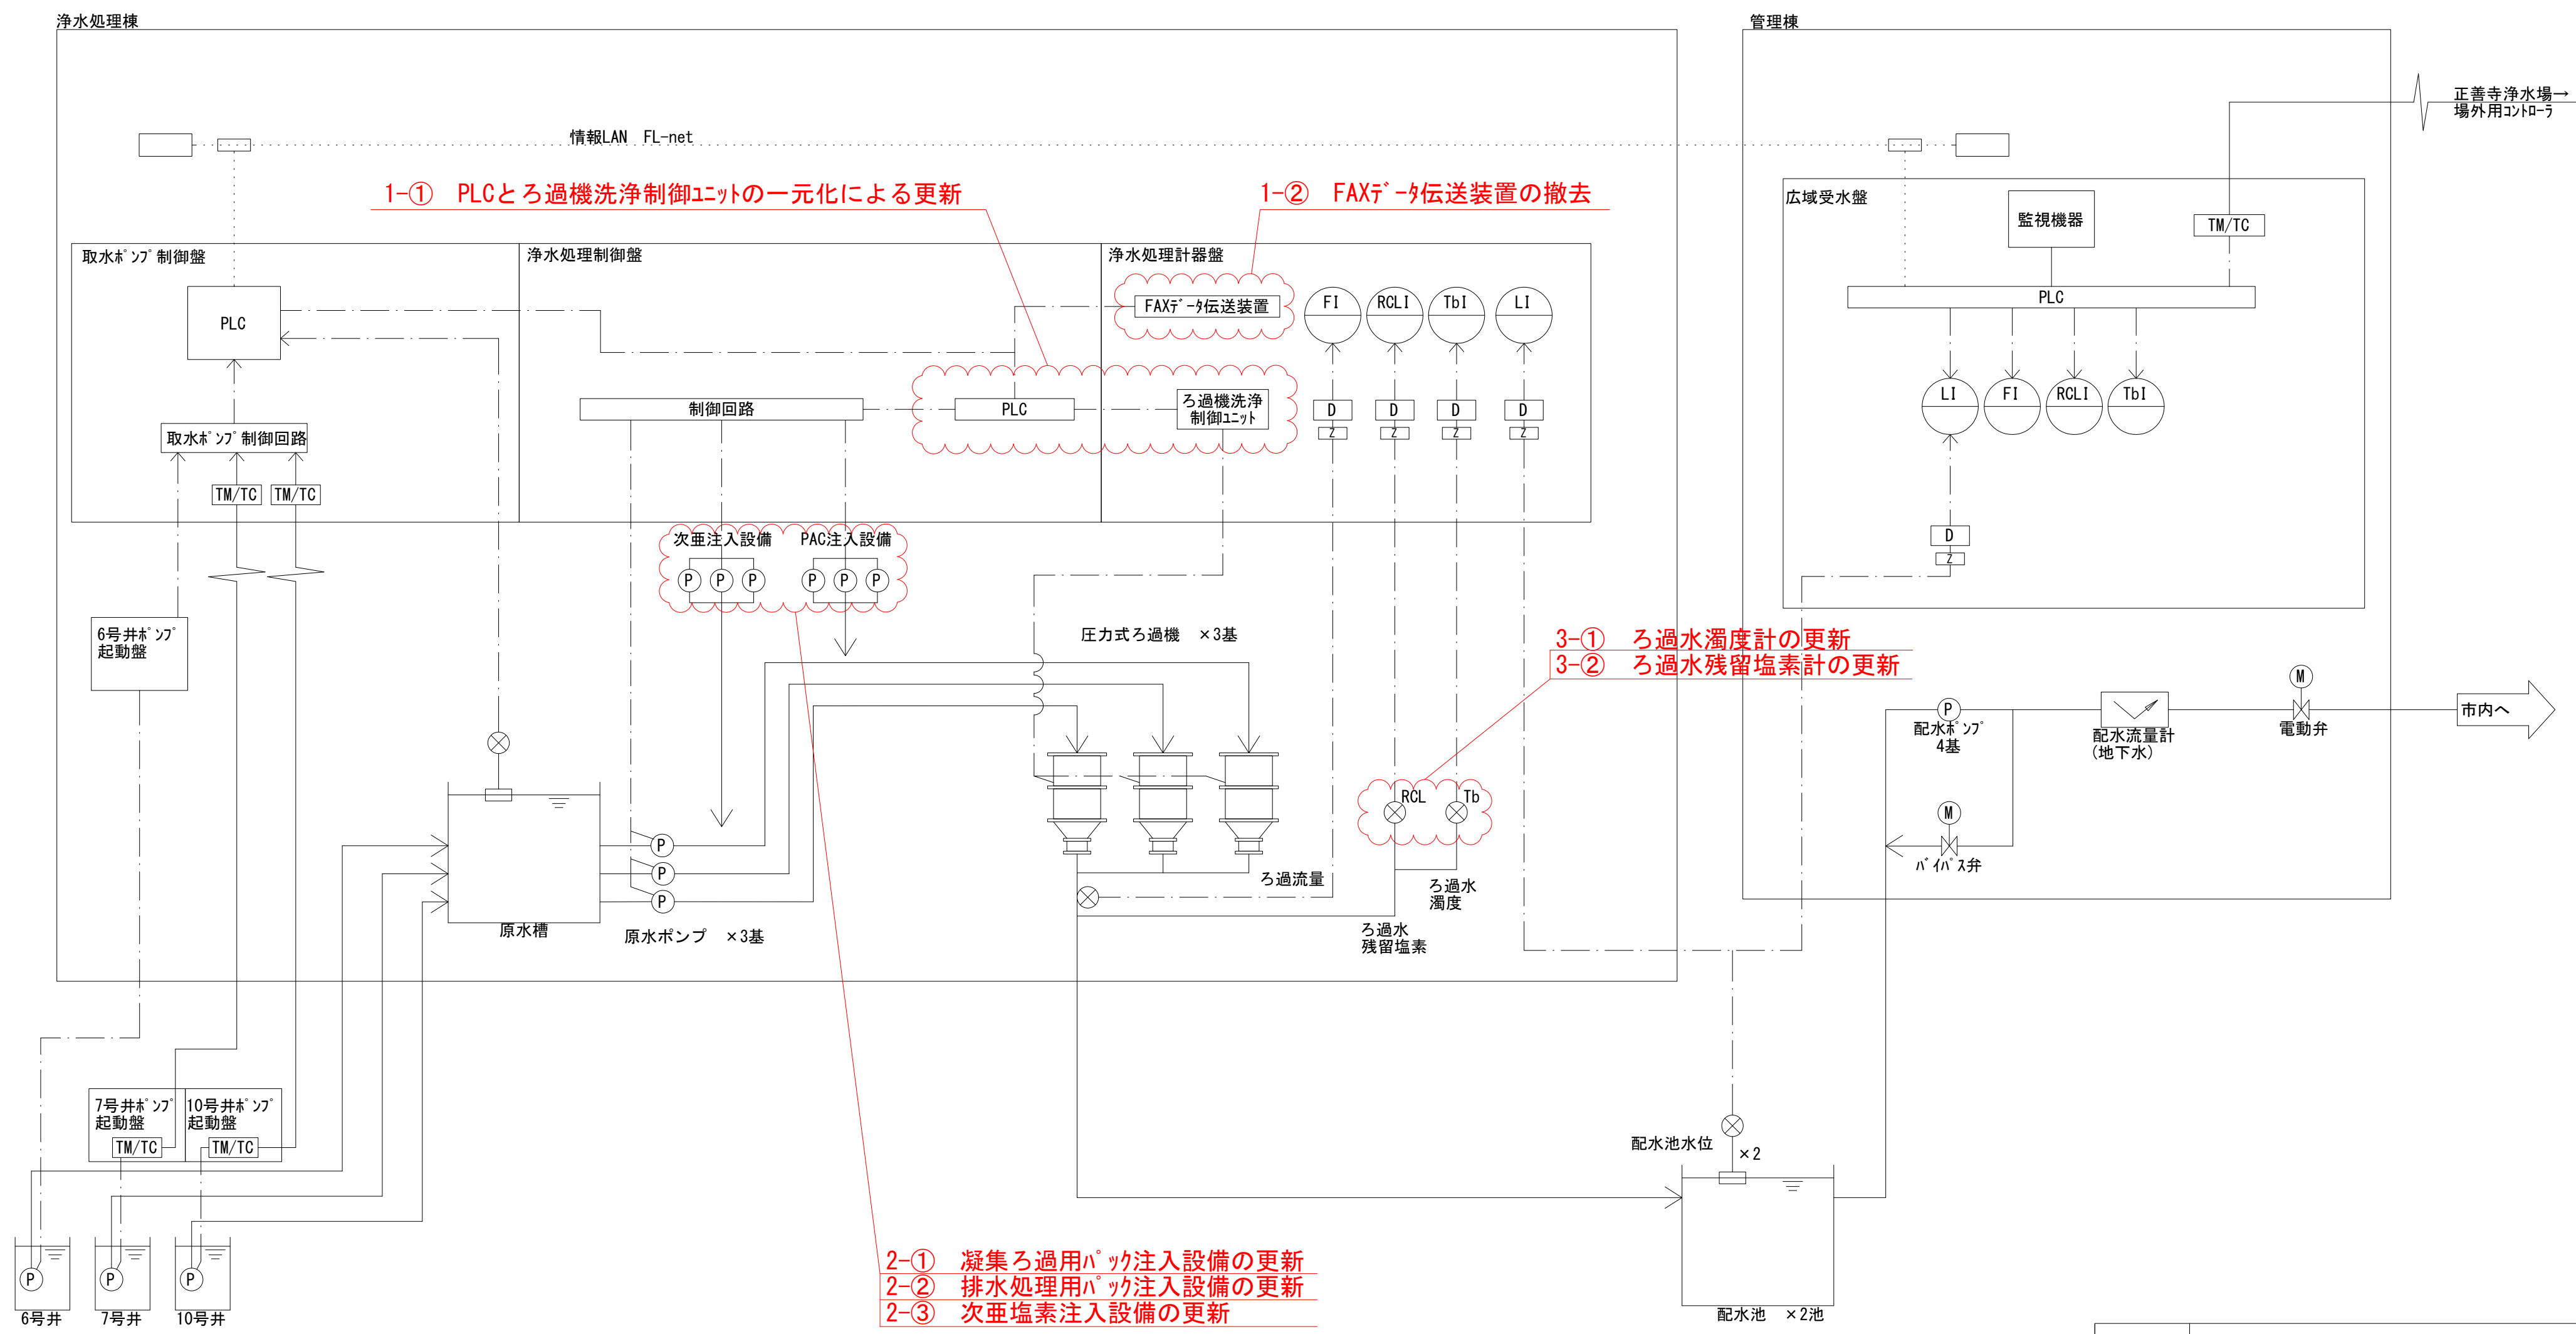 浄水処理棟
管理棟
正善寺浄水場→
場外用ｺﾝﾄﾛｰﾗ
情報LAN　FL-net
1-①　PLCとろ過機洗浄制御ﾕﾆｯﾄの一元化による更新
1-②　FAXﾃﾞｰﾀ伝送装置の撤去
広域受水盤
監視機器
TM/TC
取水ﾎﾟﾝﾌﾟ制御盤
浄水処理制御盤
浄水処理計器盤
PLC
FAXﾃﾞｰﾀ伝送装置
FI
RCLI
TbI
LI
PLC
制御回路
PLC
ろ過機洗浄
制御ﾕﾆｯﾄ
D
D
D
D
Z
Z
Z
Z
LI
FI
RCLI
TbI
取水ﾎﾟﾝﾌﾟ制御回路
TM/TC
TM/TC
D
Z
次亜注入設備
PAC注入設備
P
P
P
P
P
P
6号井ﾎﾟﾝﾌﾟ
起動盤
圧力式ろ過機　×3基
3-①　ろ過水濁度計の更新
3-②　ろ過水残留塩素計の更新
M
P
配水ﾎﾟﾝﾌﾟ
4基
配水流量計
(地下水)
電動弁
市内へ
RCL
Tb
M
ﾊﾞｲﾊﾟｽ弁
P
P
P
ろ過流量
ろ過水
濁度
原水槽
原水ポンプ　×3基
ろ過水
残留塩素
7号井ﾎﾟﾝﾌﾟ
起動盤
TM/TC
10号井ﾎﾟﾝﾌﾟ
起動盤
TM/TC
配水池水位
×2
P
P
P
6号井
7号井
10号井
2-①　凝集ろ過用ﾊﾟｯｸ注入設備の更新
2-②　排水処理用ﾊﾟｯｸ注入設備の更新
2-③　次亜塩素注入設備の更新
配水池　×2池